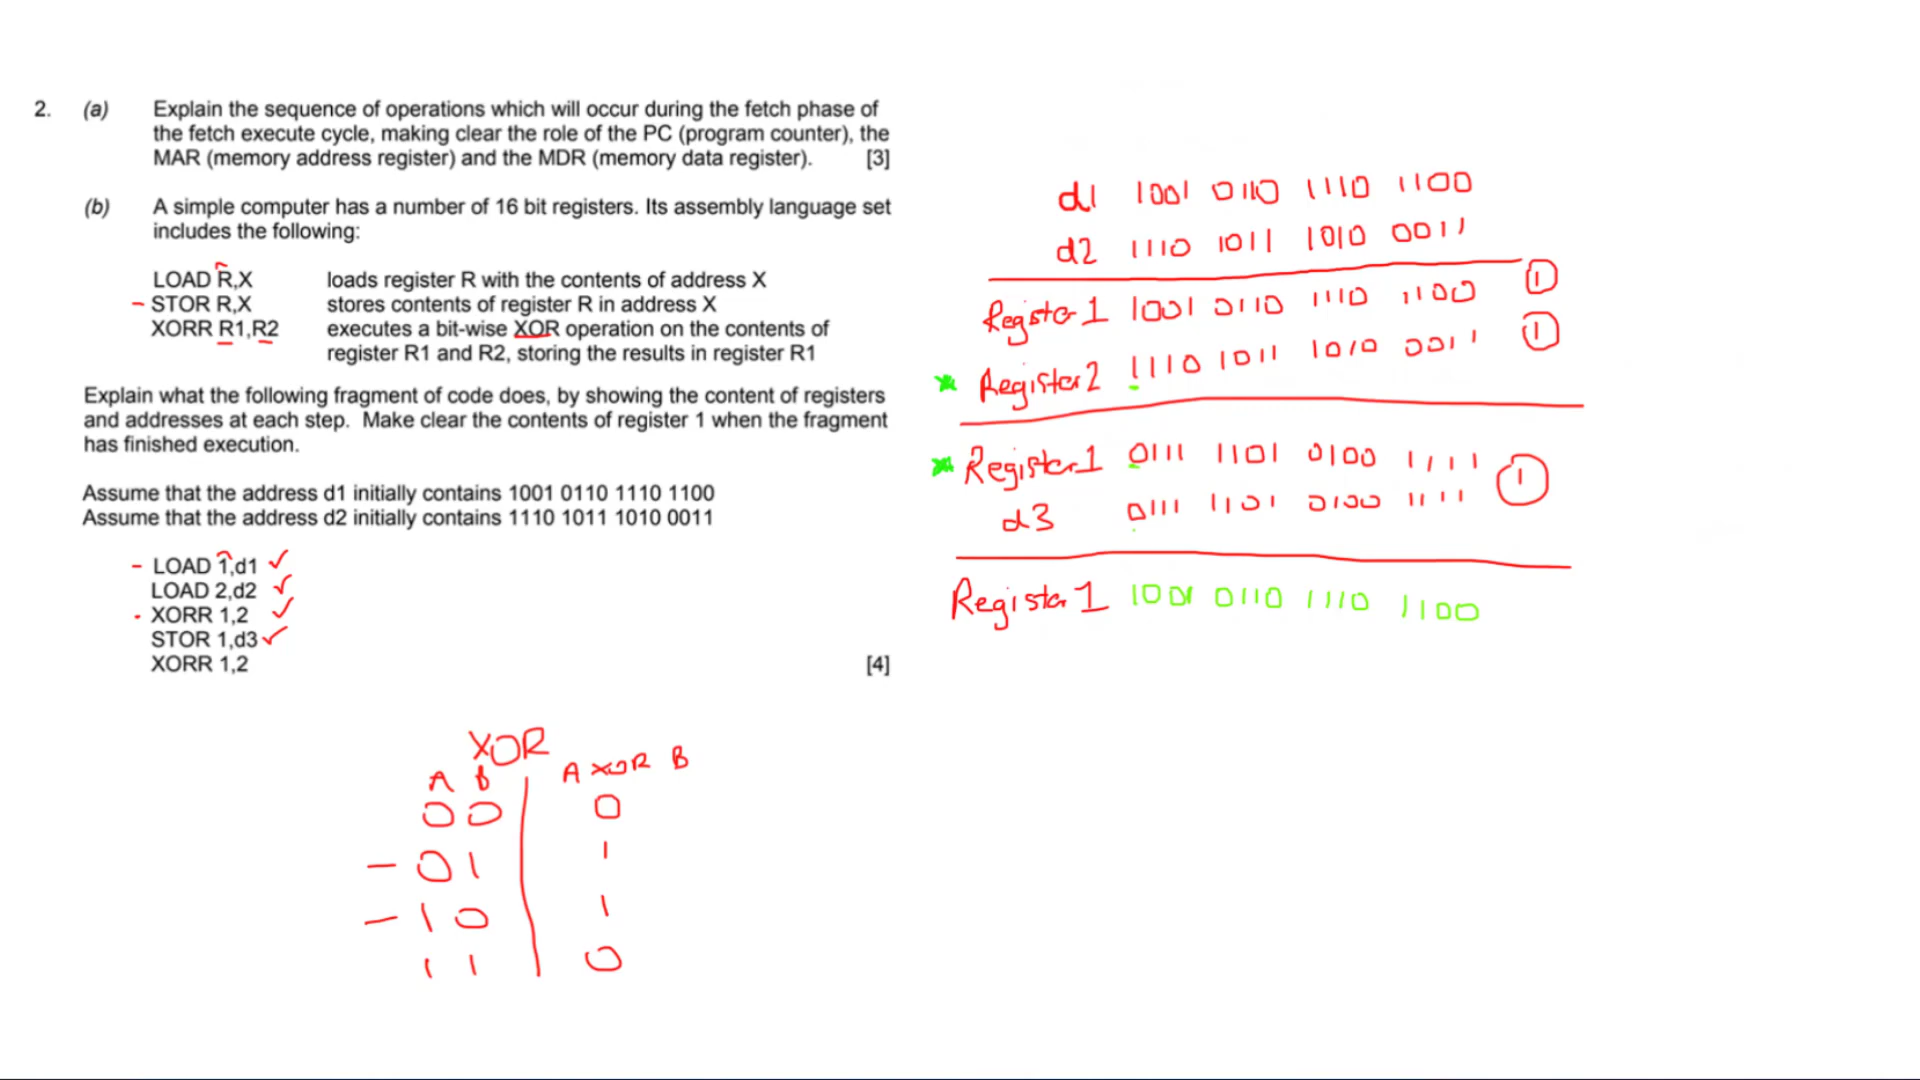 2. (a) Explain the sequence of operations which will occur during the fetch phase of
the fetch execute cycle, making clear the role of the PC (program counter), the
MAR (memory address register) and the MDR (memory data register). [3]
(b) A simple computer has a number of 16 bit registers. Its assembly language set
includes the following:
LOAD R,X loads register R with the contents of address X
- STOR R,X stores contents of register R in address X
XORR R1,R2 executes a bit-wise XOR operation on the contents of
register R1 and R2, storing the results in register R1
Explain what the following fragment of code does, by showing the content of registers
and addresses at each step. Make clear the contents of register 1 when the fragment
has finished execution.
Assume that the address d1 initially contains 1001 0110 1110 1100
Assume that the address d2 initially contains 1110 1011 1010 0011
- LOAD 1,d1 ✓
LOAD 2,d2 ✓
- XORR 1,2 ✓
STOR 1,d3 ✓
XORR 1,2 [4]
XOR
A B A XOR B
0 0 0
- 0 1 1
- 1 0 1
1 1 0
d1 1001 0110 1110 1100
d2 1110 1011 1010 0011
Register 1 1001 0110 1110 1100 1
* Register 2 1110 1011 1010 0011 1
* Register 1 0111 1101 0100 1111 1
d3 0111 1101 0100 1111
Register 1 1001 0110 1110 1100